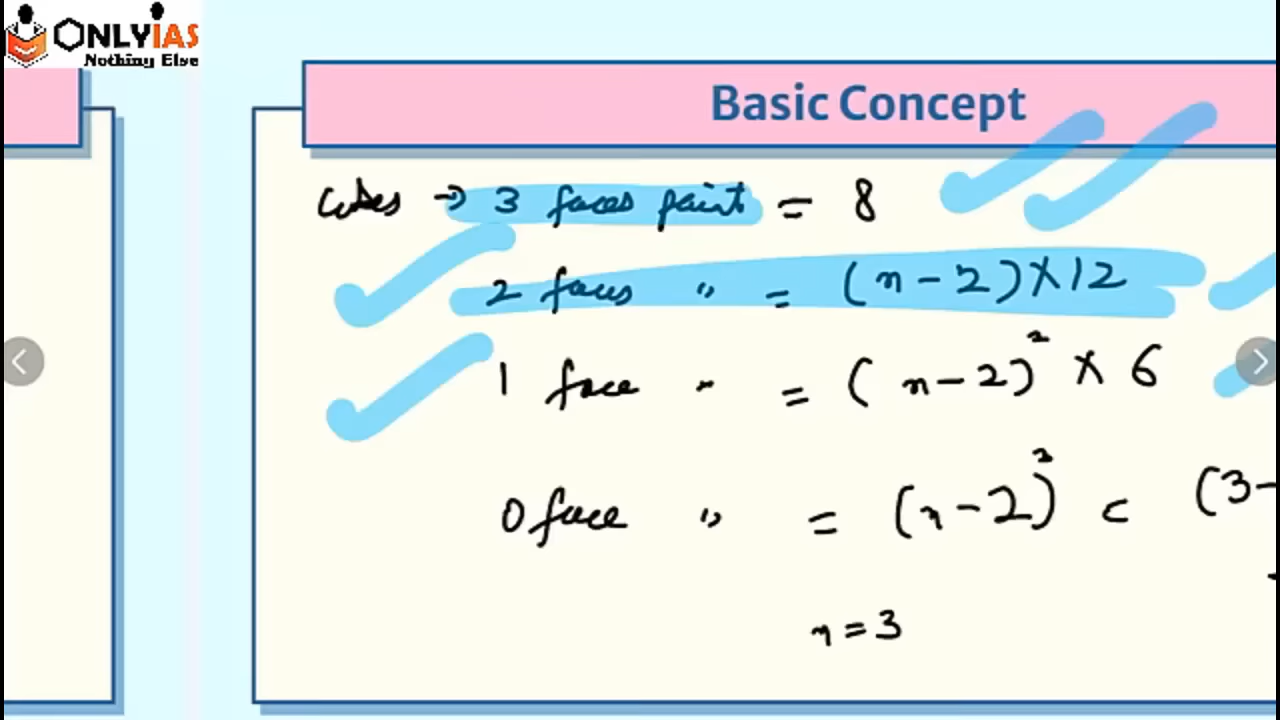 ONLYIAS
Nothing Else
Basic Concept
Cubes → 3 faces paint = 8
2 faces " = (n-2)×12
1 face " = (n-2)² × 6
0 face " = (n-2)³ = (3-
n=3